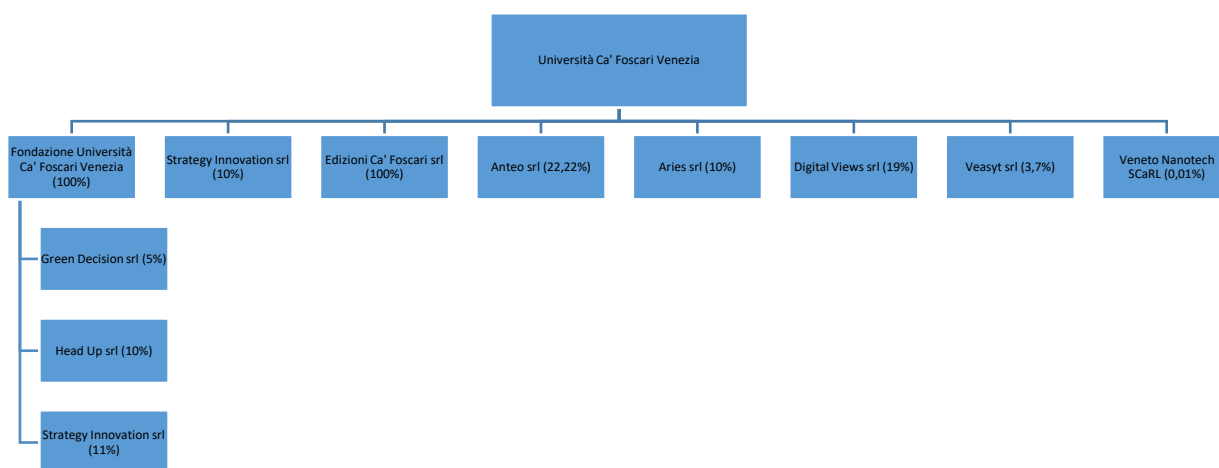 Università Ca' Foscari Venezia
Fondazione Università
Ca' Foscari Venezia
(100%)
Strategy Innovation srl
(10%)
Edizioni Ca' Foscari srl
(100%)
Anteo srl (22,22%)
Aries srl (10%)
Digital Views srl (19%)
Veasyt srl (3,7%)
Veneto Nanotech
SCaRL (0,01%)
Green Decision srl (5%)
Head Up srl (10%)
Strategy Innovation srl
(11%)